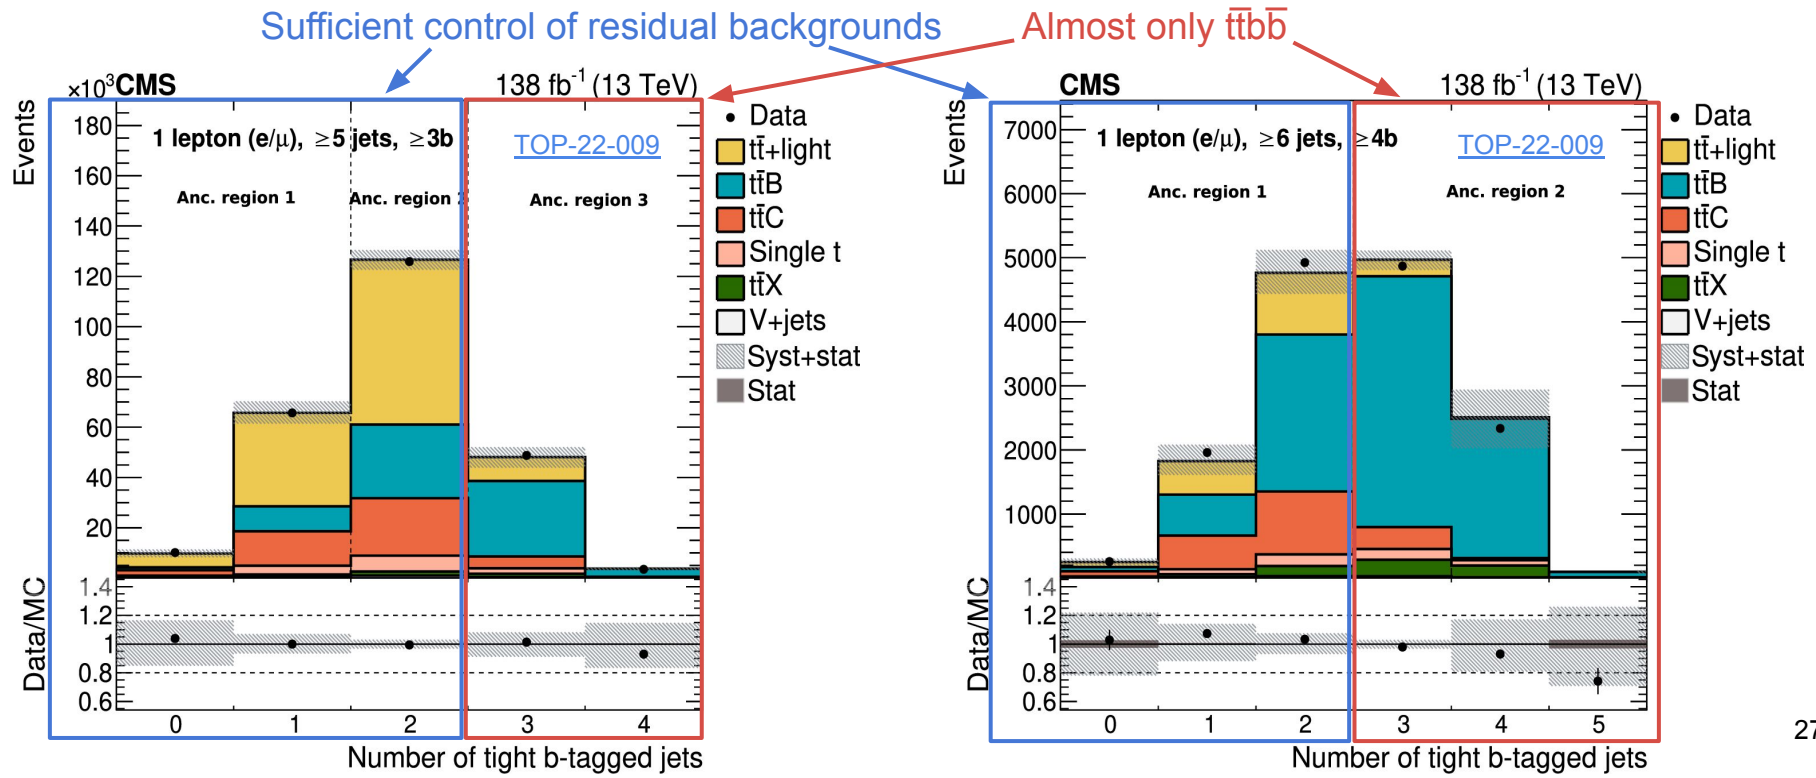 Sufficient control of residual backgrounds
Almost only tt̄bb̄
×10³ CMS
138 fb⁻¹ (13 TeV)
Events
1 lepton (e/μ), ≥5 jets, ≥3b
TOP-22-009
Anc. region 1
Anc. region
Anc. region 3
180
160
140
120
100
80
60
40
20
Data
tt̄+light
tt̄B
tt̄C
Single t
tt̄X
V+jets
Syst+stat
Stat
Data/MC
1.4
1.2
1
0.8
0.6
0 1 2 3 4
Number of tight b-tagged jets
CMS
138 fb⁻¹ (13 TeV)
Events
1 lepton (e/μ), ≥6 jets, ≥4b
TOP-22-009
Anc. region 1
Anc. region 2
7000
6000
5000
4000
3000
2000
1000
Data
tt̄+light
tt̄B
tt̄C
Single t
tt̄X
V+jets
Syst+stat
Stat
Data/MC
1.4
1.2
1
0.8
0.6
0 1 2 3 4 5
Number of tight b-tagged jets
27